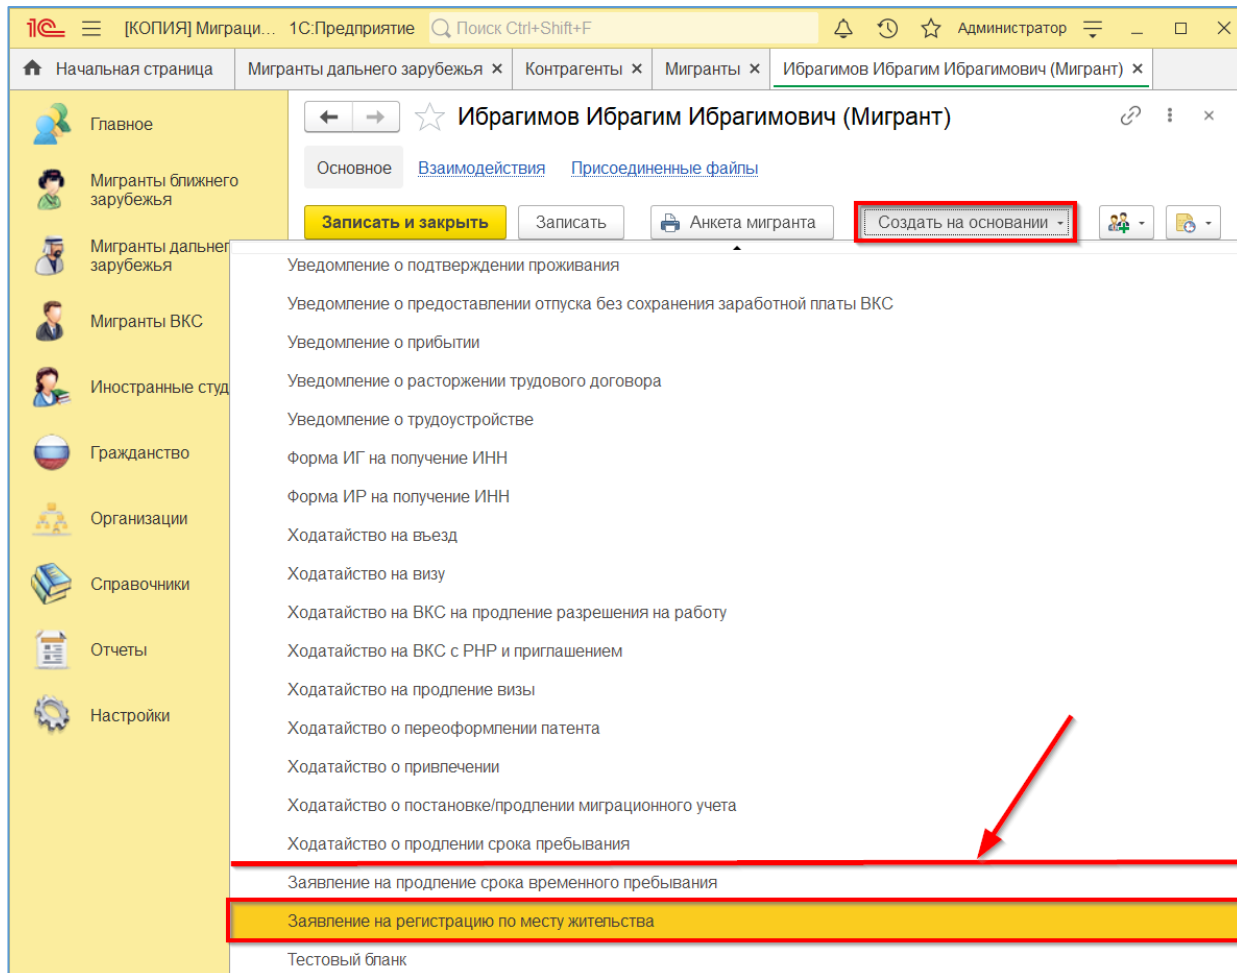 [КОПИЯ] Миграци... 1С:Предприятие Поиск Ctrl+Shift+F Администратор
Начальная страница Мигранты дальнего зарубежья × Контрагенты × Мигранты × Ибрагимов Ибрагим Ибрагимович (Мигрант) ×
Ибрагимов Ибрагим Ибрагимович (Мигрант)
Основное Взаимодействия Присоединенные файлы
Записать и закрыть Записать Анкета мигранта Создать на основании
Главное
Мигранты ближнего
зарубежья
Мигранты дальнег
зарубежья
Мигранты ВКС
Иностранные студ
Гражданство
Организации
Справочники
Отчеты
Настройки
Уведомление о подтверждении проживания
Уведомление о предоставлении отпуска без сохранения заработной платы ВКС
Уведомление о прибытии
Уведомление о расторжении трудового договора
Уведомление о трудоустройстве
Форма ИГ на получение ИНН
Форма ИР на получение ИНН
Ходатайство на въезд
Ходатайство на визу
Ходатайство на ВКС на продление разрешения на работу
Ходатайство на ВКС с РНР и приглашением
Ходатайство на продление визы
Ходатайство о переоформлении патента
Ходатайство о привлечении
Ходатайство о постановке/продлении миграционного учета
Ходатайство о продлении срока пребывания
Заявление на продление срока временного пребывания
Заявление на регистрацию по месту жительства
Тестовый бланк